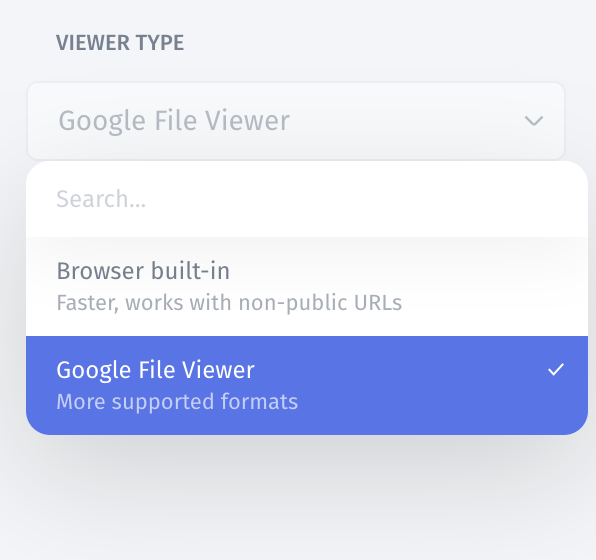 VIEWER TYPE
Google File Viewer
Search...
Browser built-in
Faster, works with non-public URLs
Google File Viewer
More supported formats